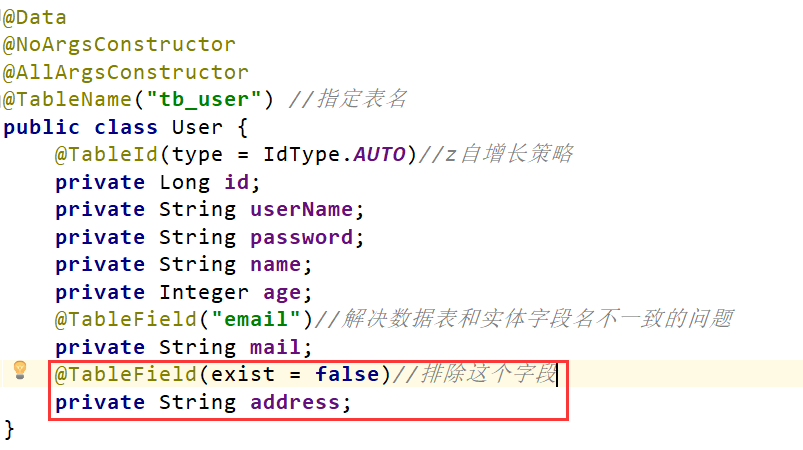 @Data
@NoArgsConstructor
@AllArgsConstructor
@TableName("tb_user") //指定表名
public class User {
    @TableId(type = IdType.AUTO)//z自增长策略
    private Long id;
    private String userName;
    private String password;
    private String name;
    private Integer age;
    @TableField("email")//解决数据表和实体字段名不一致的问题
    private String mail;
    @TableField(exist = false)//排除这个字段
    private String address;
}